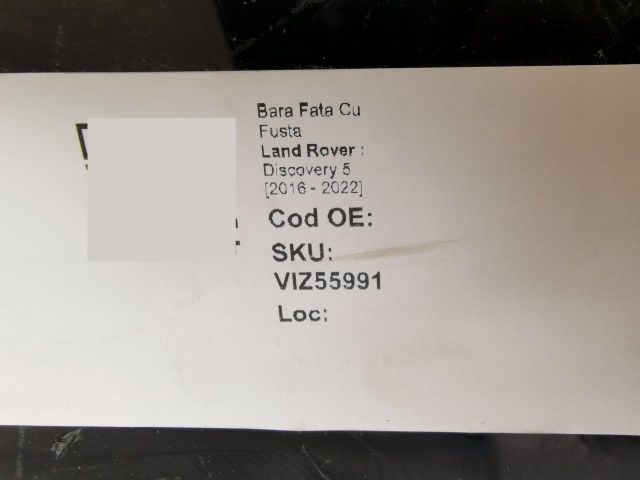 Bara Fata Cu
Fusta
Land Rover :
Discovery 5
[2016 - 2022]
Cod OE:
SKU:
VIZ55991
Loc: